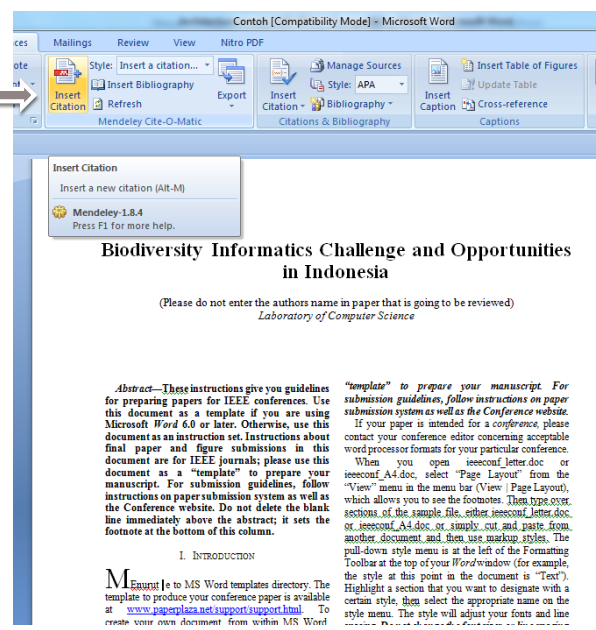 Contoh [Compatibility Mode] - Microsoft Word
ces Mailings Review View Nitro PDF
ote
Insert Citation
Style: Insert a citation...
Insert Bibliography
Refresh
Export
Mendeley Cite-O-Matic
Insert Citation
Manage Sources
Style: APA
Bibliography
Citations & Bibliography
Insert Caption
Insert Table of Figures
Update Table
Cross-reference
Captions
Insert Citation
Insert a new citation (Alt-M)
Mendeley-1.8.4
Press F1 for more help.
Biodiversity Informatics Challenge and Opportunities
in Indonesia
(Please do not enter the authors name in paper that is going to be reviewed)
Laboratory of Computer Science
Abstract—These instructions give you guidelines
for preparing papers for IEEE conferences. Use
this document as a template if you are using
Microsoft Word 6.0 or later. Otherwise, use this
document as an instruction set. Instructions about
final paper and figure submissions in this
document are for IEEE journals; please use this
document as a “template” to prepare your
manuscript. For submission guidelines, follow
instructions on paper submission system as well as
the Conference website. Do not delete the blank
line immediately above the abstract; it sets the
footnote at the bottom of this column.
I. INTRODUCTION
Menurut e to MS Word templates directory. The
template to produce your conference paper is available
at www.paperplaza.net/support/support.html. To
create your own document, from within MS Word
“template” to prepare your manuscript. For
submission guidelines, follow instructions on paper
submission system as well as the Conference website.
If your paper is intended for a conference, please
contact your conference editor concerning acceptable
word processor formats for your particular conference.
When you open ieeeconf_letter.doc or
ieeeconf_A4.doc, select “Page Layout” from the
“View” menu in the menu bar (View | Page Layout),
which allows you to see the footnotes. Then type over
sections of the sample file, either ieeeconf_letter.doc
or ieeeconf_A4.doc or simply cut and paste from
another document and then use markup styles. The
pull-down style menu is at the left of the Formatting
Toolbar at the top of your Word window (for example,
the style at this point in the document is “Text”).
Highlight a section that you want to designate with a
certain style, then select the appropriate name on the
style menu. The style will adjust your fonts and line